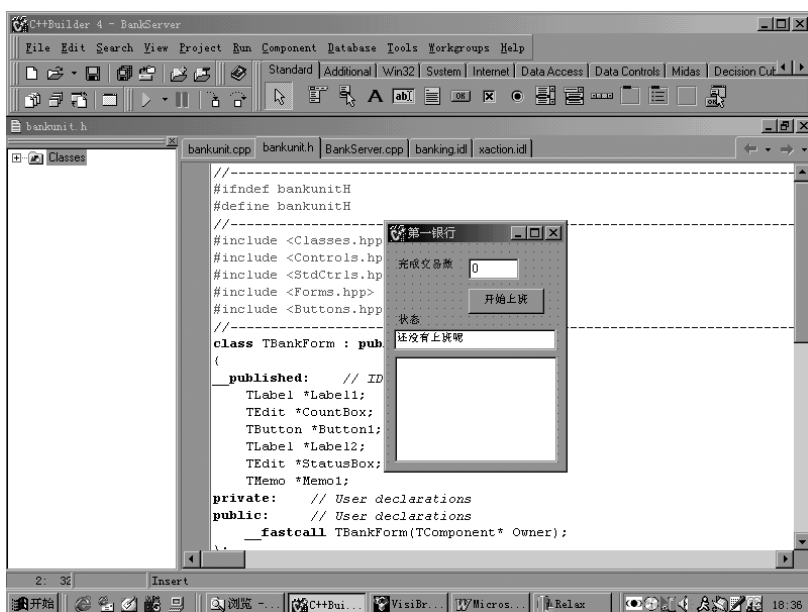 C++Builder 4 - BankServer
File Edit Search View Project Run Component Database Tools Workgroups Help
Standard Additional Win32 System Internet Data Access Data Controls Midas Decision Cub
bankunit.h
Classes
bankunit.cpp bankunit.h BankServer.cpp banking.idl xaction.idl
//
#ifndef bankunitH
#define bankunitH
//
#include <Classes.hpp
#include <Controls.hp
#include <StdCtrls.hp
#include <Forms.hpp>
#include <Buttons.hpp
//
class TBankForm : pub
{
__published: // ID
TLabel *Label1;
TEdit *CountBox;
TButton *Button1;
TLabel *Label2;
TEdit *StatusBox;
TMemo *Memo1;
private: // User declarations
public: // User declarations
__fastcall TBankForm(TComponent* Owner);
};
第一银行
完成交易数 0
开始上班
状态
还没有上班呢
2: 32 Insert
开始 浏览 -... C++Bui... VisiBr... Micros... Relax 18:38